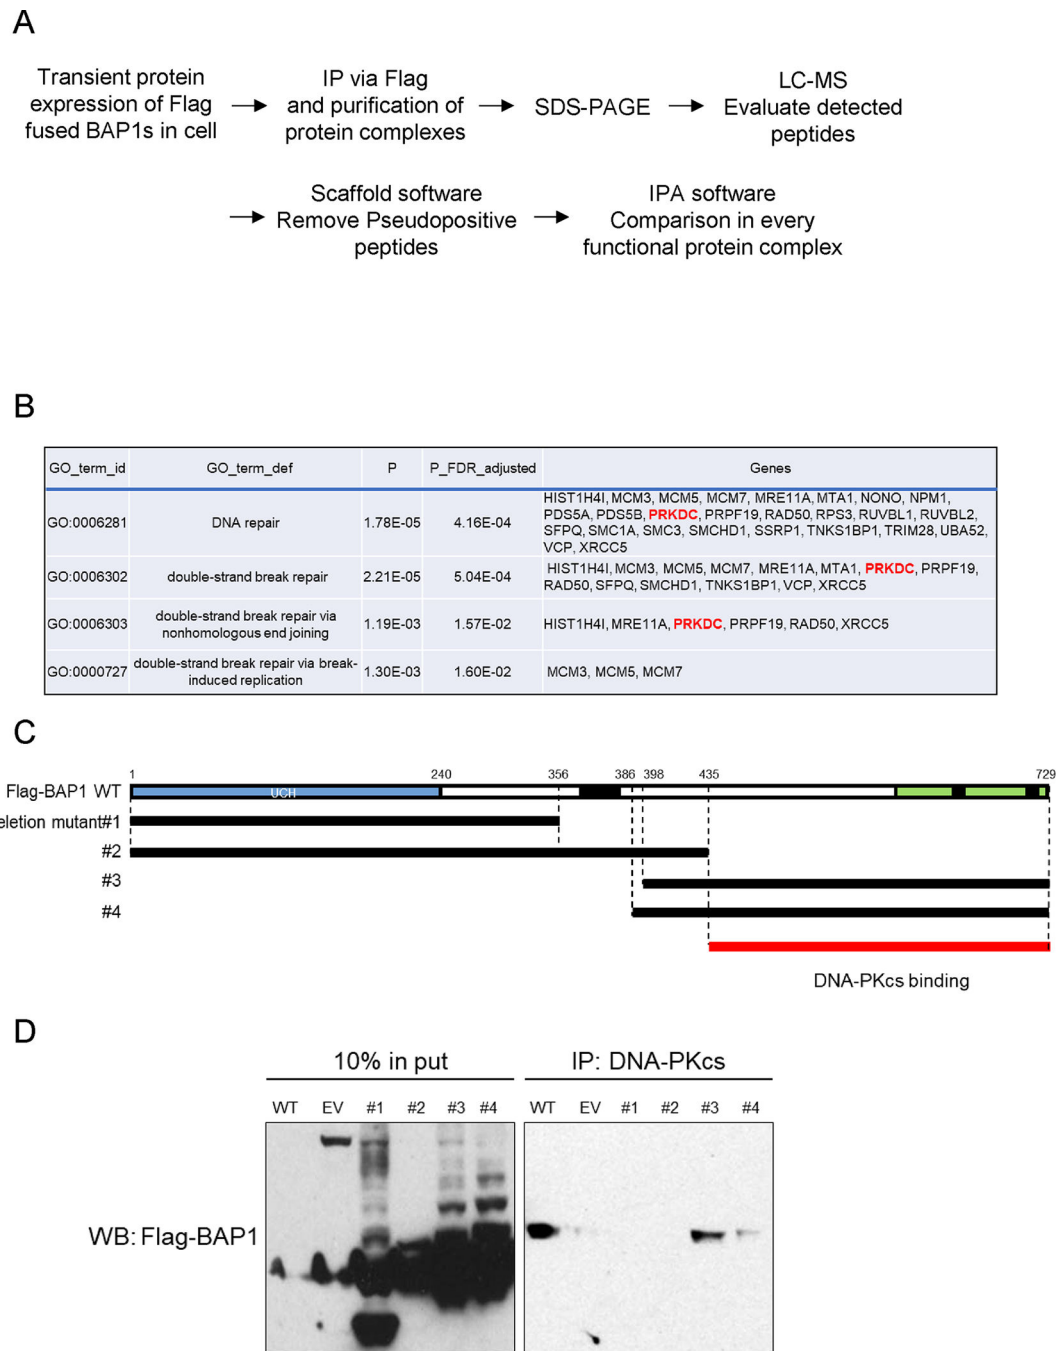 A
Transient protein
expression of Flag
fused BAP1s in cell
IP via Flag
and purification of
protein complexes
SDS-PAGE
LC-MS
Evaluate detected
peptides
Scaffold software
Remove Pseudopositive
peptides
IPA software
Comparison in every
functional protein complex
B
GO_term_id GO_term_def P P_FDR_adjusted Genes
GO:0006281 DNA repair 1.78E-05 4.16E-04
HIST1H4I, MCM3, MCM5, MCM7, MRE11A, MTA1, NONO, NPM1,
PDS5A, PDS5B, PRKDC, PRPF19, RAD50, RPS3, RUVBL1, RUVBL2,
SFPQ, SMC1A, SMC3, SMCHD1, SSRP1, TNKS1BP1, TRIM28, UBA52,
VCP, XRCC5
GO:0006302 double-strand break repair 2.21E-05 5.04E-04
HIST1H4I, MCM3, MCM5, MCM7, MRE11A, MTA1, PRKDC, PRPF19,
RAD50, SFPQ, SMCHD1, TNKS1BP1, VCP, XRCC5
double-strand break repair via
nonhomologous end joining
GO:0006303 1.19E-03 1.57E-02 HIST1H4I, MRE11A, PRKDC, PRPF19, RAD50, XRCC5
double-strand break repair via break-
induced replication
GO:0000727 1.30E-03 1.60E-02 MCM3, MCM5, MCM7
C
1 240 356 386 398 435 729
Flag-BAP1 WT UCH
eletion mutant#1
#2
#3
#4
DNA-PKcs binding
D
10% in put IP: DNA-PKcs
WT EV #1 #2 #3 #4 WT EV #1 #2 #3 #4
WB: Flag-BAP1